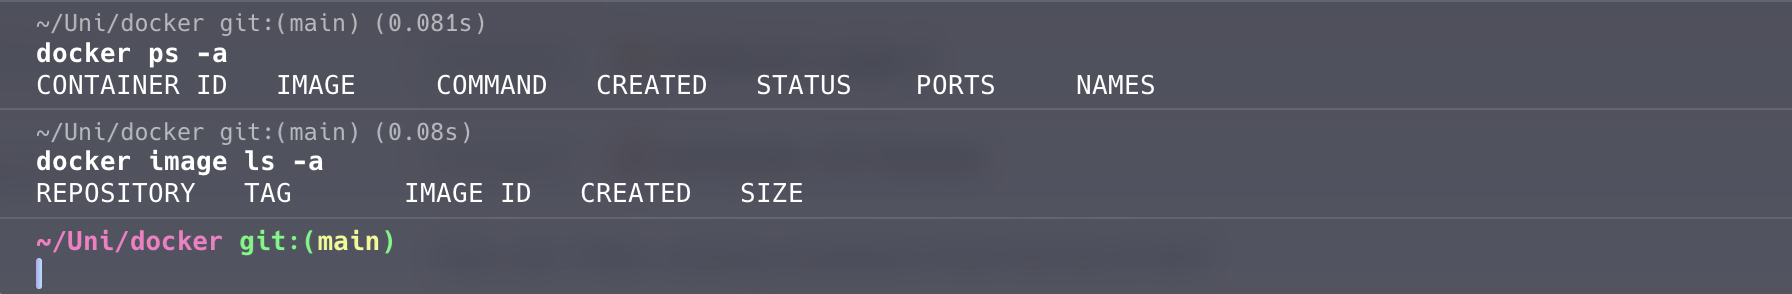 ~/Uni/docker git:(main) (0.081s)
docker ps -a
CONTAINER ID   IMAGE     COMMAND   CREATED   STATUS    PORTS     NAMES
~/Uni/docker git:(main) (0.08s)
docker image ls -a
REPOSITORY   TAG       IMAGE ID   CREATED   SIZE
~/Uni/docker git:(main)